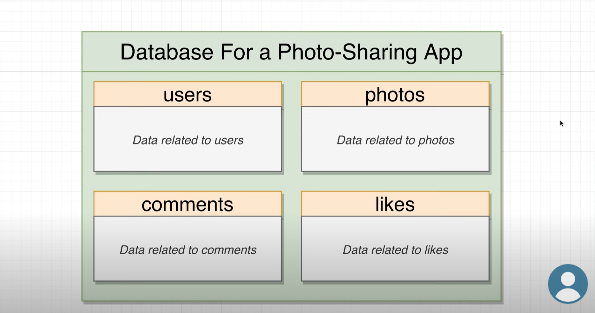 Database For a Photo-Sharing App
users
Data related to users
photos
Data related to photos
comments
Data related to comments
likes
Data related to likes